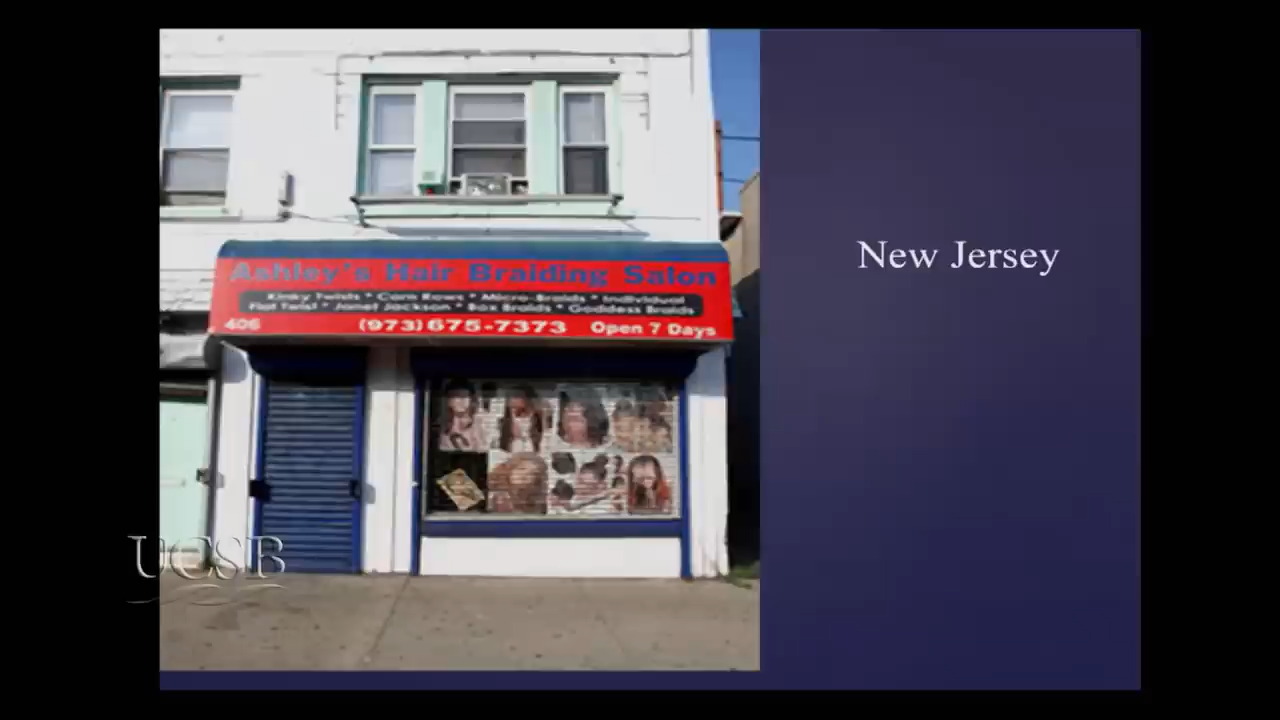 Ashley's Hair Braiding Salon
Kinky Twists * Corn Rows * Micro-Braids * Individual
Flat Twist * Janet Jackson * Box Braids * Goddess Braids
406 (973) 675-7373 Open 7 Days
New Jersey
UCSB